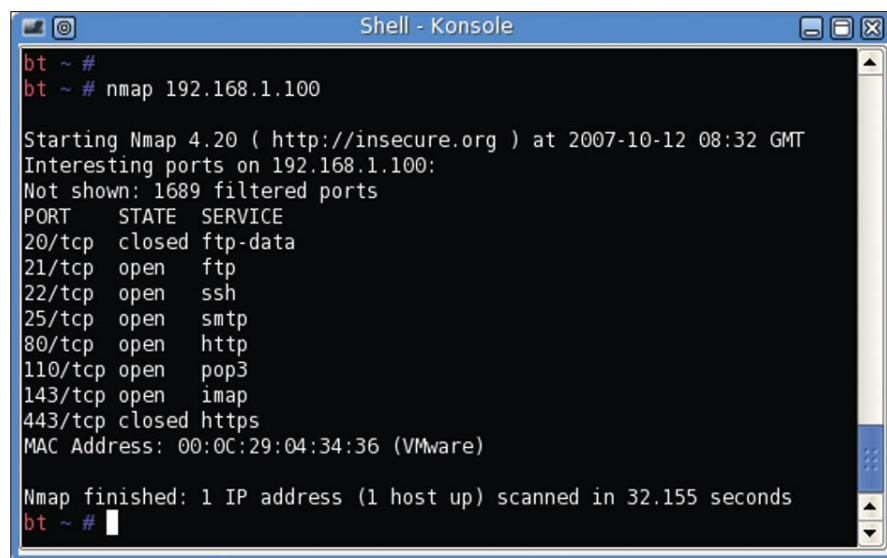 Shell - Konsole
bt ~ #
bt ~ # nmap 192.168.1.100
Starting Nmap 4.20 ( http://insecure.org ) at 2007-10-12 08:32 GMT
Interesting ports on 192.168.1.100:
Not shown: 1689 filtered ports
PORT    STATE  SERVICE
20/tcp  closed ftp-data
21/tcp  open   ftp
22/tcp  open   ssh
25/tcp  open   smtp
80/tcp  open   http
110/tcp open   pop3
143/tcp open   imap
443/tcp closed https
MAC Address: 00:0C:29:04:34:36 (VMware)
Nmap finished: 1 IP address (1 host up) scanned in 32.155 seconds
bt ~ #